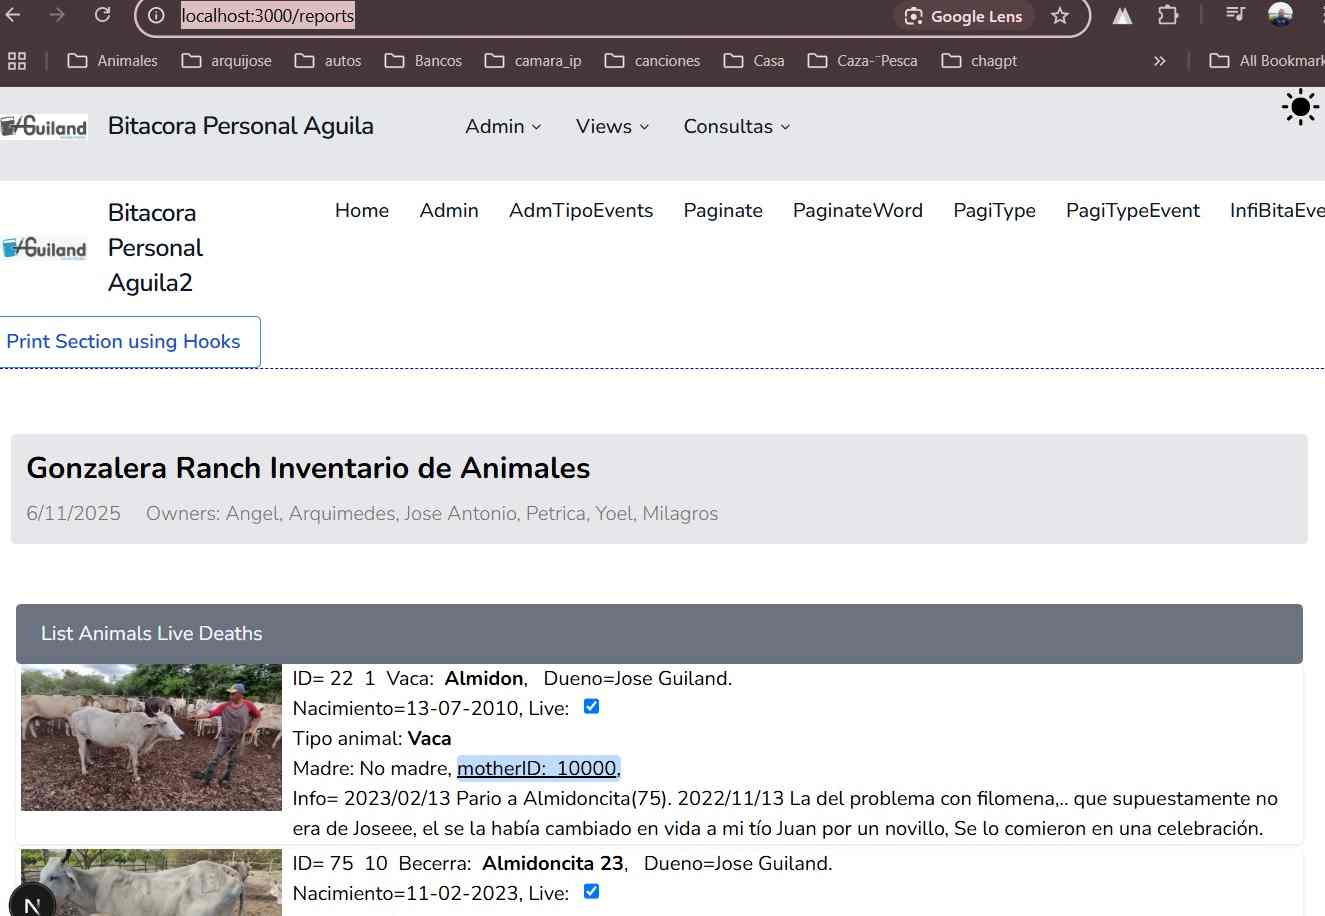 localhost:3000/reports
Google Lens
Animales arquijose autos Bancos camara_ip canciones Casa Caza-¨Pesca chagpt » All Bookmark
Guiland Bitacora Personal Aguila Admin Views Consultas
Home Admin AdmTipoEvents Paginate PaginateWord PagiType PagiTypeEvent InfiBitaEve
Guiland
Bitacora
Personal
Aguila2
Print Section using Hooks
Gonzalera Ranch Inventario de Animales
6/11/2025 Owners: Angel, Arquimedes, Jose Antonio, Petrica, Yoel, Milagros
List Animals Live Deaths
ID= 22 1 Vaca: Almidon, Dueno=Jose Guiland.
Nacimiento=13-07-2010, Live:
Tipo animal: Vaca
Madre: No madre, motherID: 10000,
Info= 2023/02/13 Pario a Almidoncita(75). 2022/11/13 La del problema con filomena,.. que supuestamente no
era de Joseee, el se la había cambiado en vida a mi tío Juan por un novillo, Se lo comieron en una celebración.
ID= 75 10 Becerra: Almidoncita 23, Dueno=Jose Guiland.
Nacimiento=11-02-2023, Live:
N